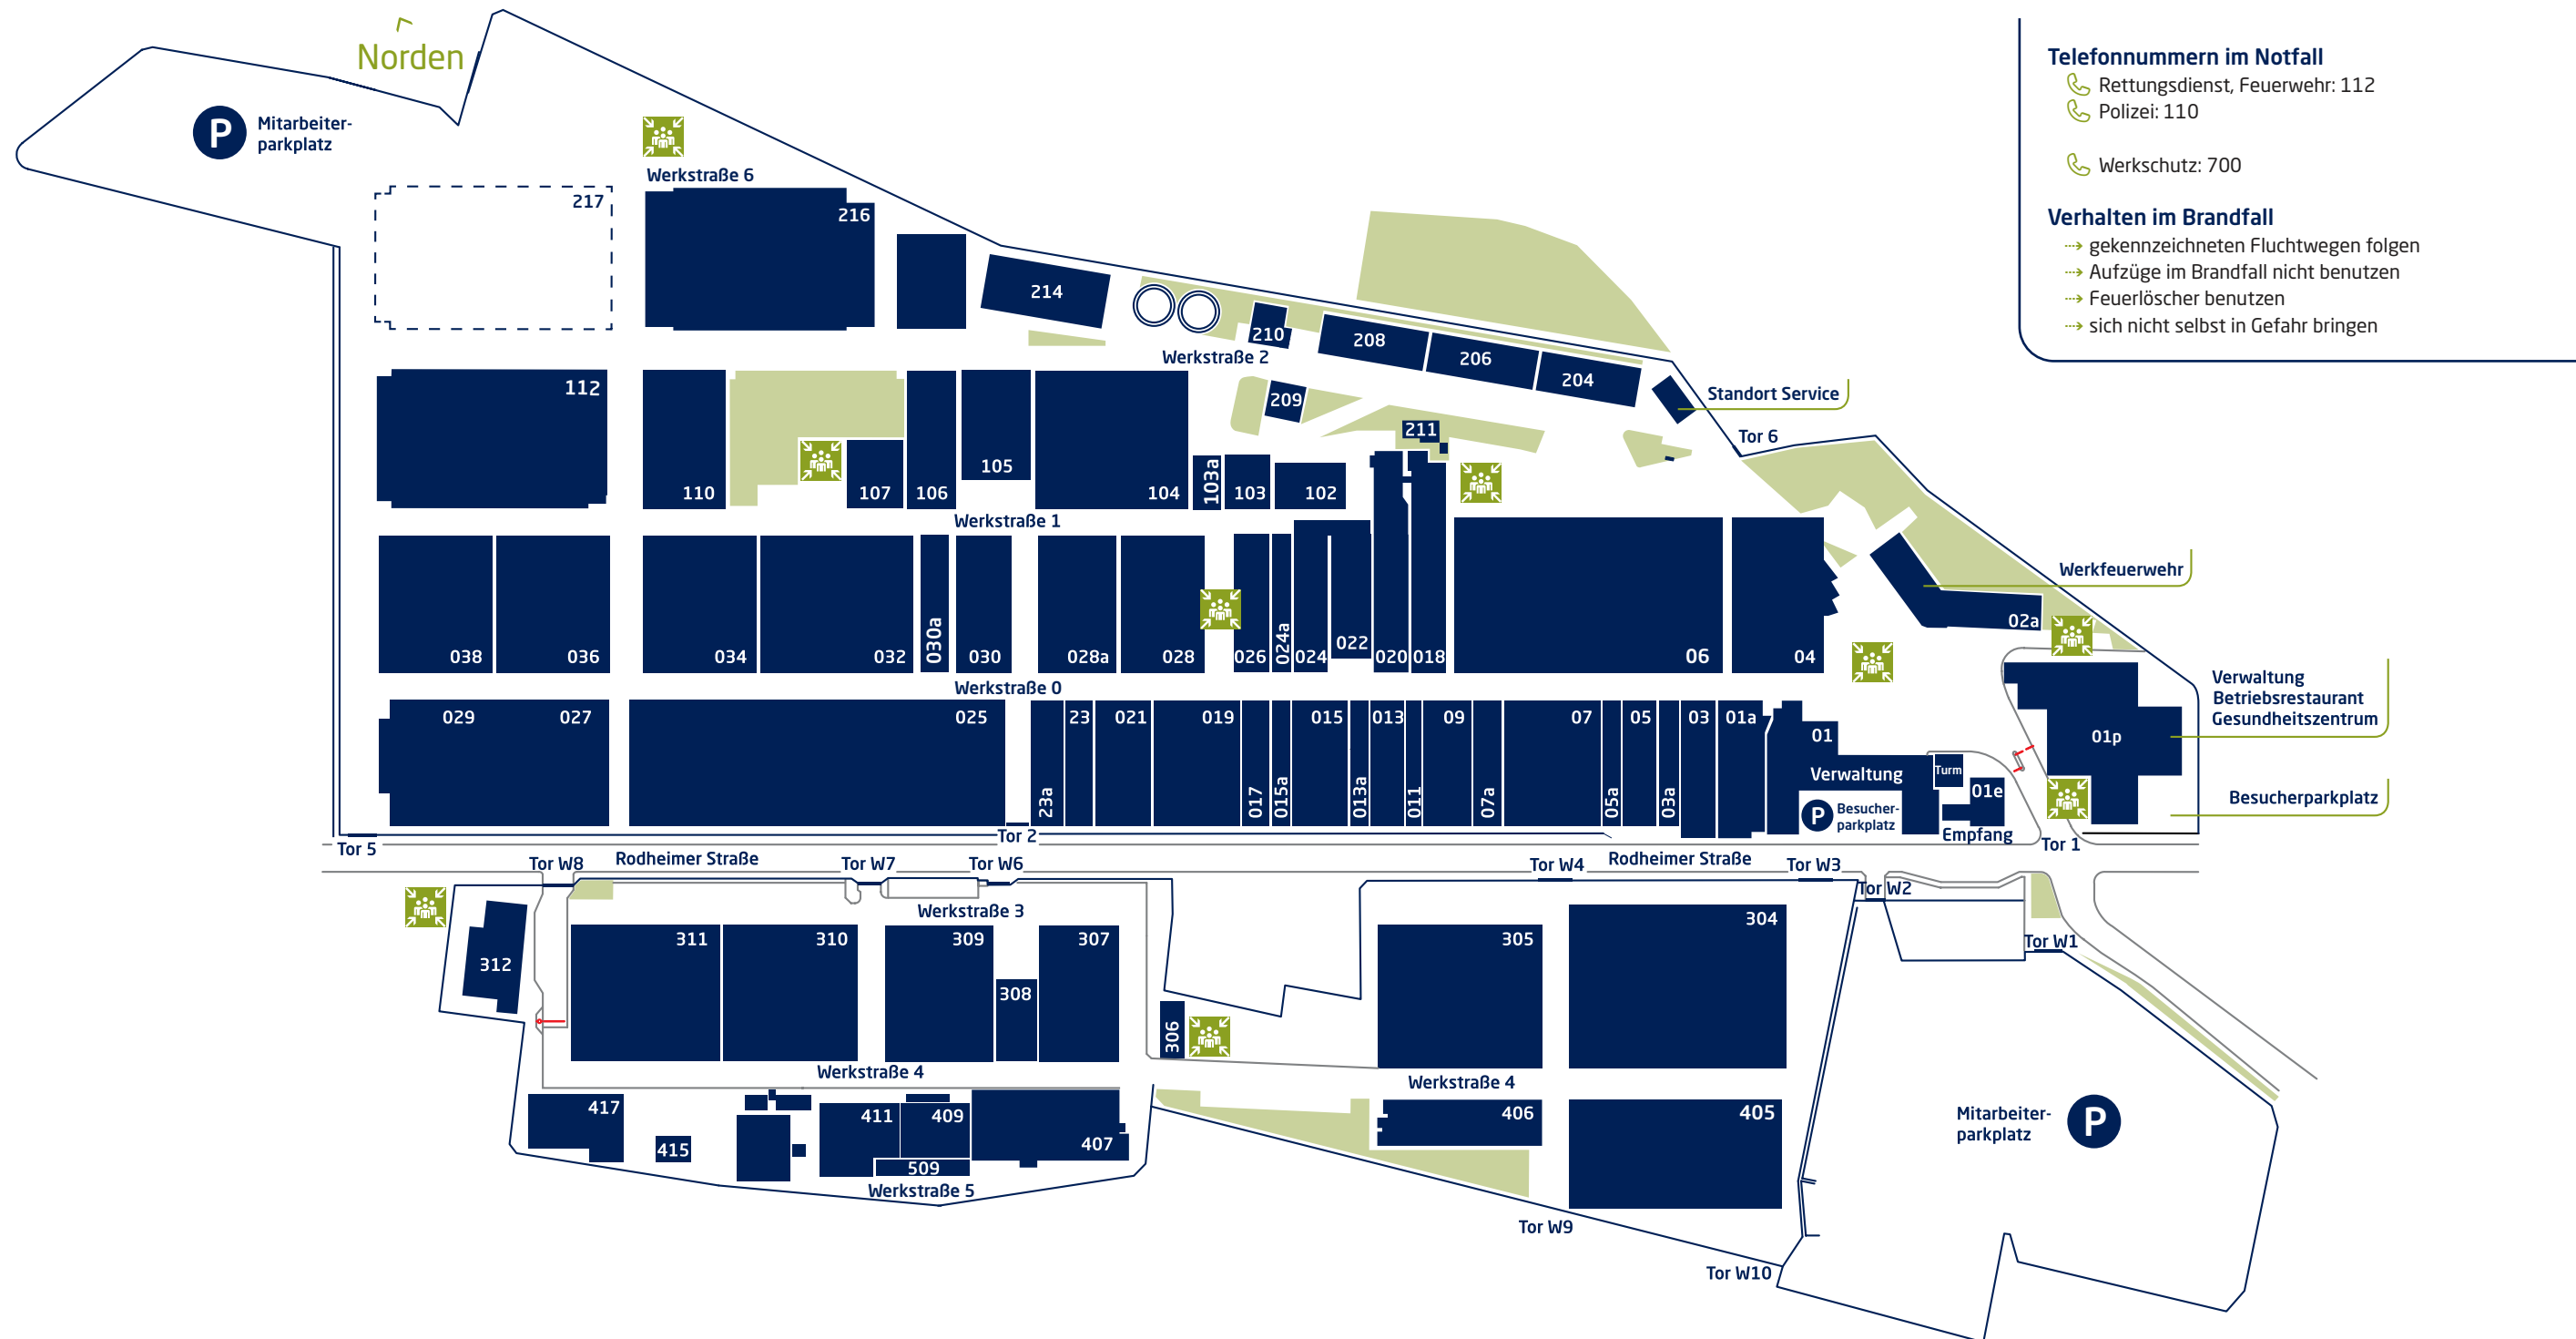 Norden
Telefonnummern im Notfall
Rettungsdienst, Feuerwehr: 112
Polizei: 110
Werkschutz: 700
Verhalten im Brandfall
gekennzeichneten Fluchtwegen folgen
Aufzüge im Brandfall nicht benutzen
Feuerlöscher benutzen
sich nicht selbst in Gefahr bringen
P
Mitarbeiter-
parkplatz
Werkstraße 6
217
216
214
210
208
206
204
Werkstraße 2
Standort Service
112
209
211
Tor 6
110
107
106
105
104
103a
103
102
Werkstraße 1
Werkfeuerwehr
02a
038
036
034
032
030a
030
028a
028
026
024a
024
022
020
018
06
04
Werkstraße 0
Verwaltung
Betriebsrestaurant
Gesundheitszentrum
029
027
025
23a
23
021
019
017
015a
015
013a
013
011
09
07a
07
05a
05
03a
03
01a
01
01p
Verwaltung
Turm
01e
P
Besucher-
parkplatz
Empfang
Besucherparkplatz
Tor 5
Tor 2
Tor 1
Tor W8
Rodheimer Straße
Tor W7
Tor W6
Tor W4
Rodheimer Straße
Tor W3
Tor W2
Werkstraße 3
Tor W1
312
311
310
309
308
307
306
305
304
Werkstraße 4
Werkstraße 4
417
415
411
409
407
509
406
405
Werkstraße 5
Mitarbeiter-
parkplatz
P
Tor W9
Tor W10